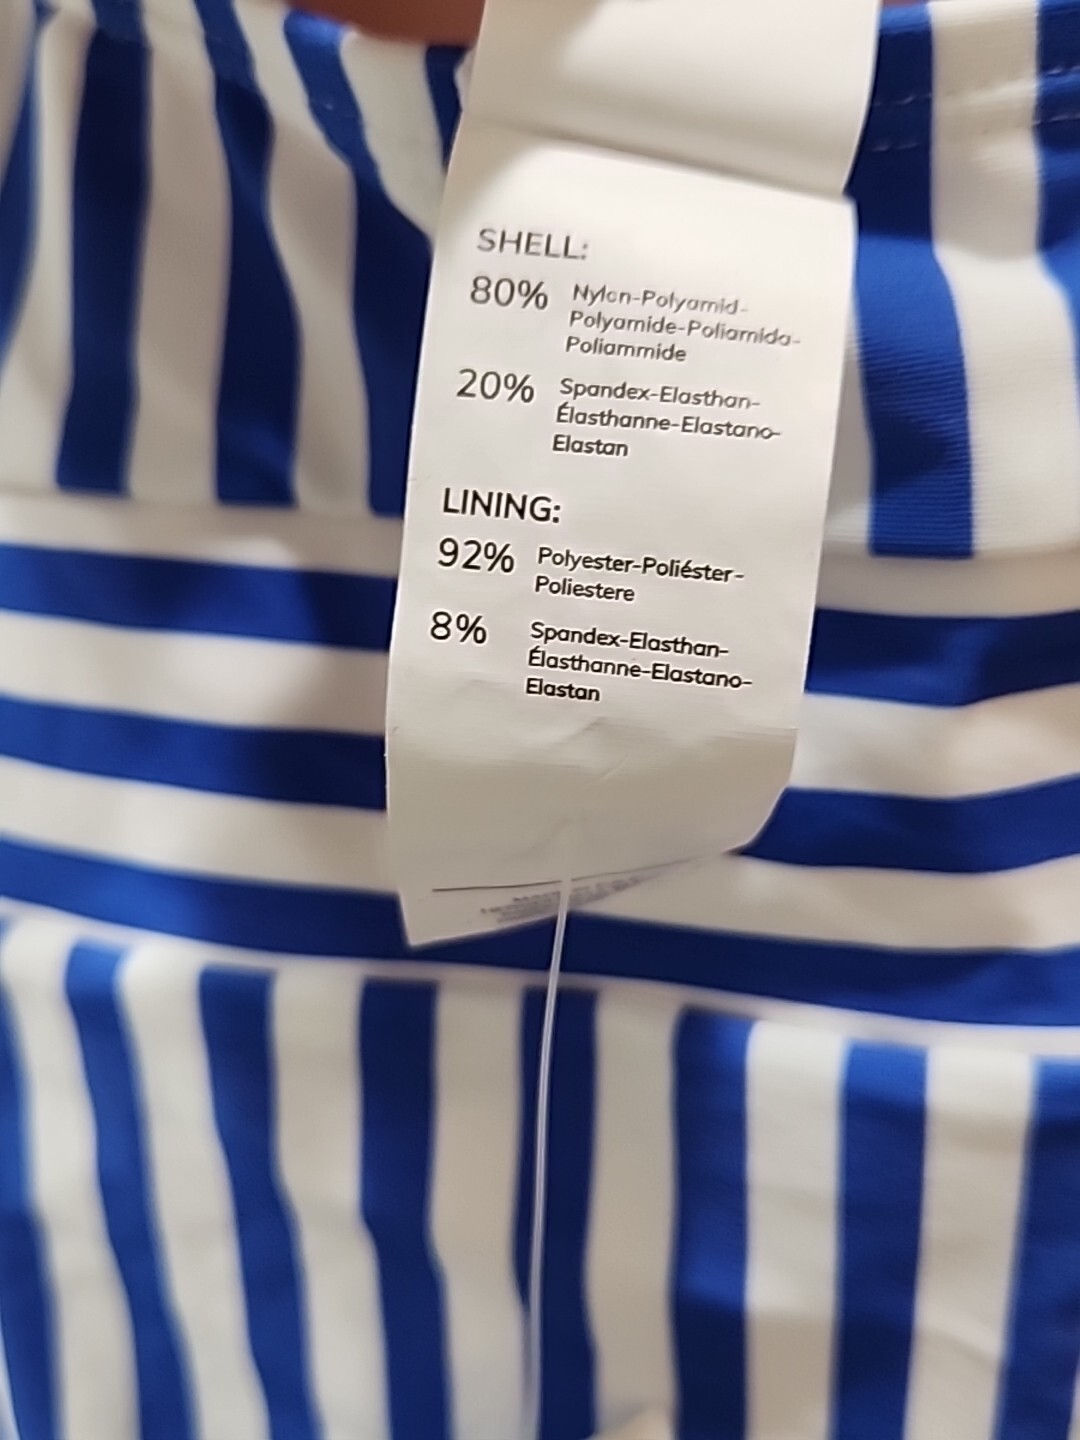 SHELL:
80% Nylon-Polyamid-
Polyamide-Poliamida-
Poliammide
20% Spandex-Elasthan-
Élasthanne-Elastano-
Elastan
LINING:
92% Polyester-Poliéster-
Poliestere
8% Spandex-Elasthan-
Élasthanne-Elastano-
Elastan